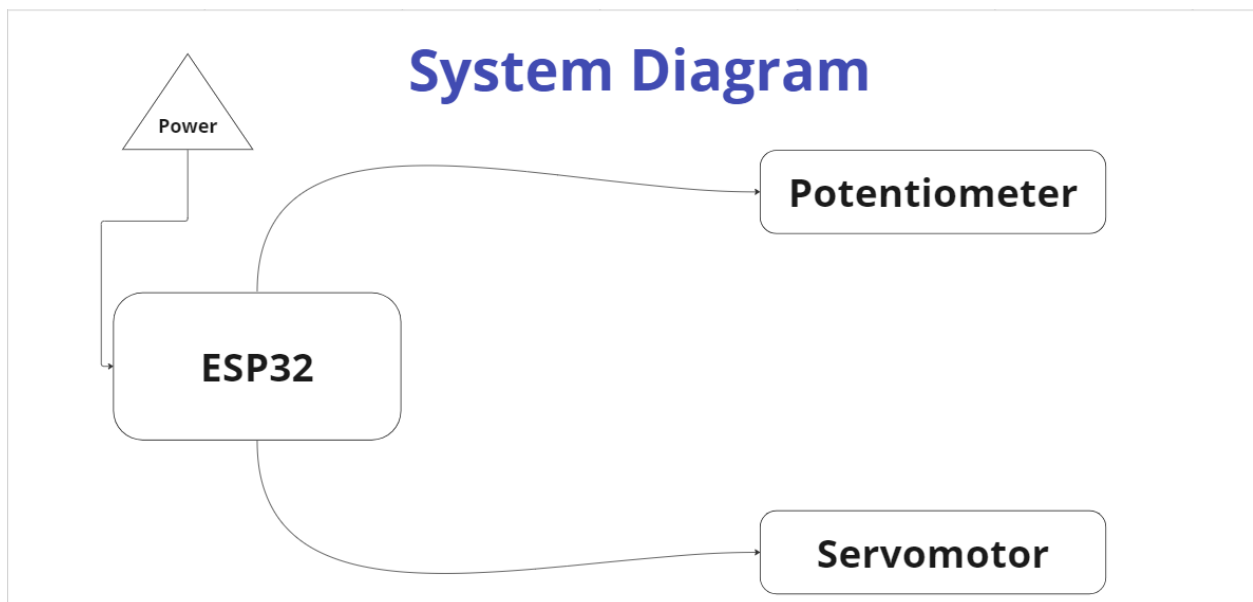 System Diagram
Power
Potentiometer
ESP32
Servomotor